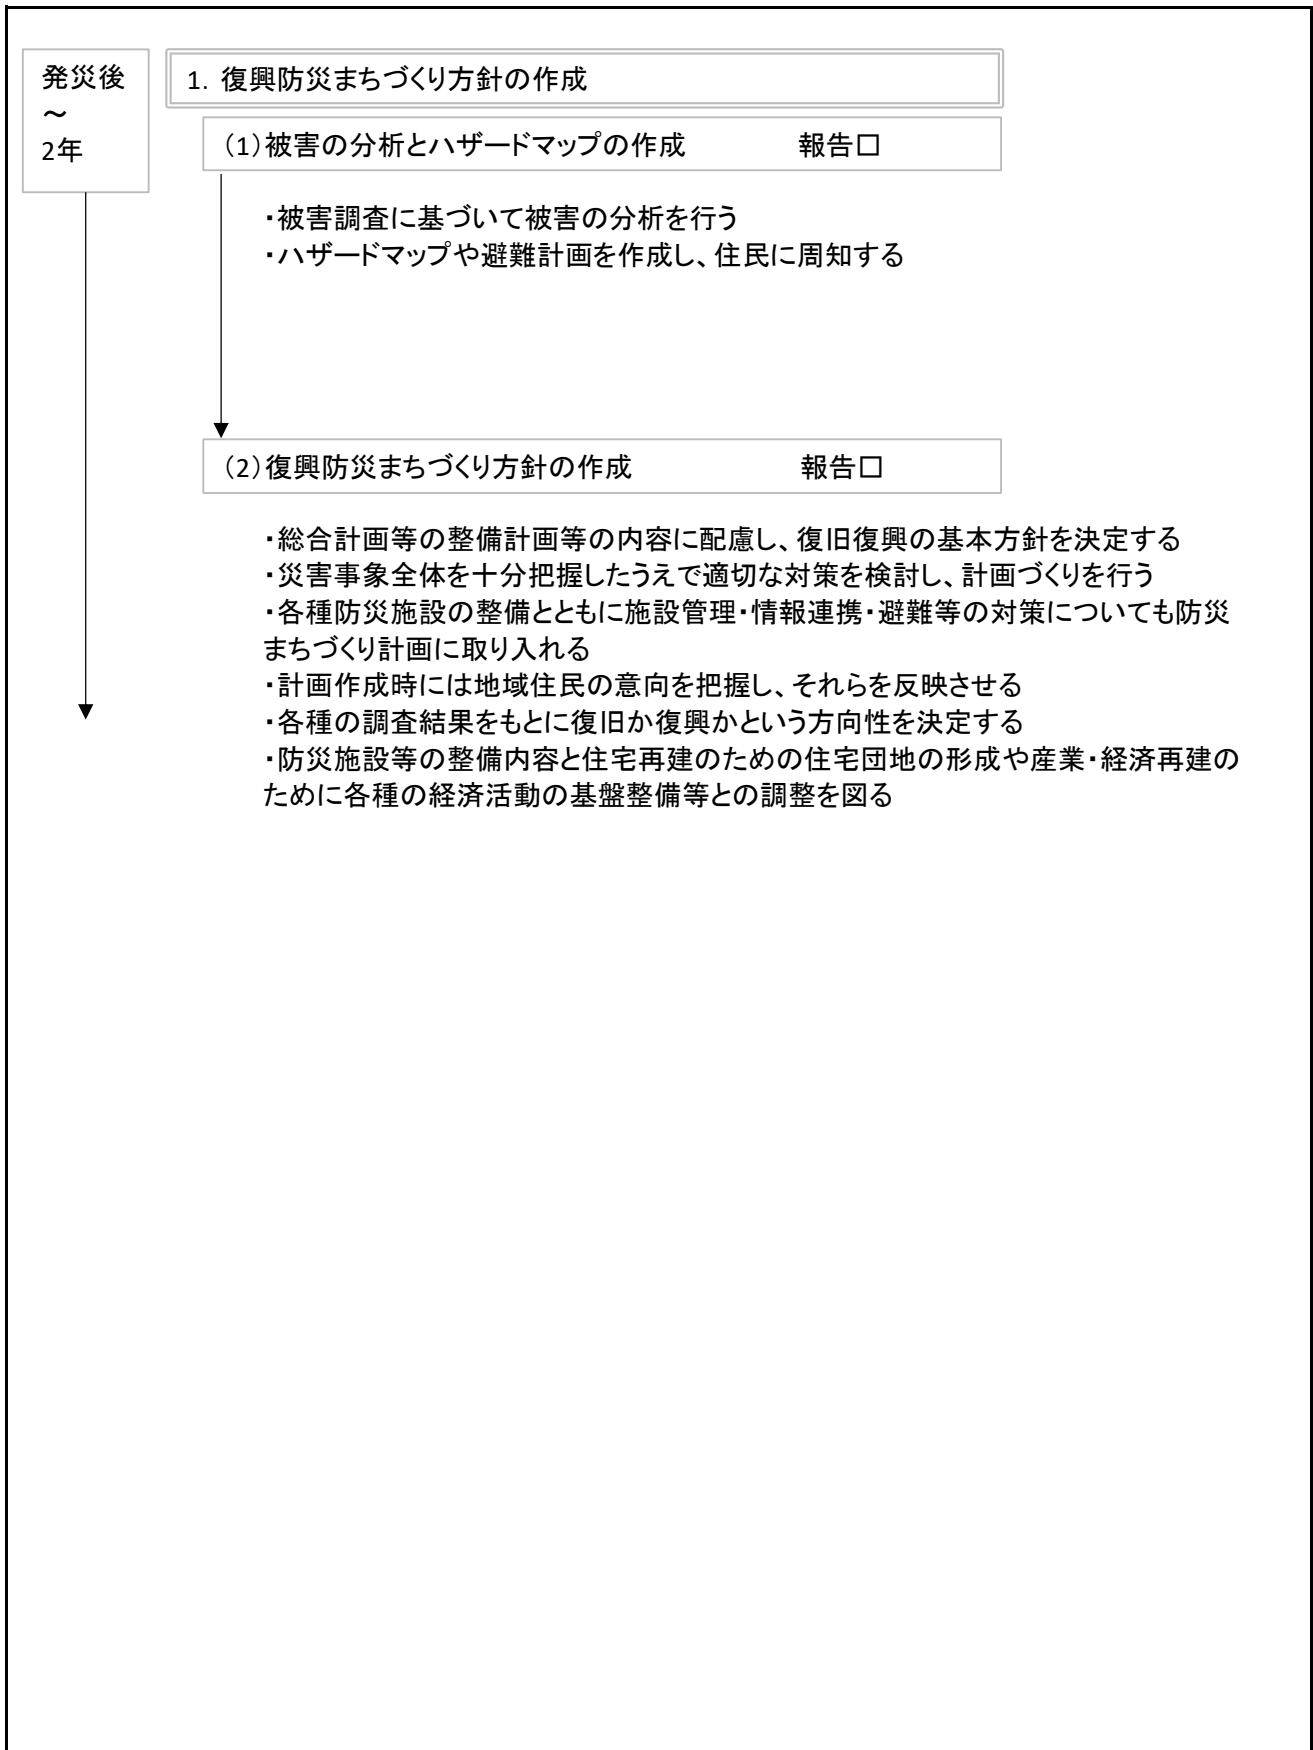 発災後
～
2年
1. 復興防災まちづくり方針の作成
（1）被害の分析とハザードマップの作成　　　報告□
・被害調査に基づいて被害の分析を行う
・ハザードマップや避難計画を作成し、住民に周知する
（2）復興防災まちづくり方針の作成　　　報告□
・総合計画等の整備計画等の内容に配慮し、復旧復興の基本方針を決定する
・災害事象全体を十分把握したうえで適切な対策を検討し、計画づくりを行う
・各種防災施設の整備とともに施設管理・情報連携・避難等の対策についても防災
まちづくり計画に取り入れる
・計画作成時には地域住民の意向を把握し、それらを反映させる
・各種の調査結果をもとに復旧か復興かという方向性を決定する
・防災施設等の整備内容と住宅再建のための住宅団地の形成や産業・経済再建の
ために各種の経済活動の基盤整備等との調整を図る